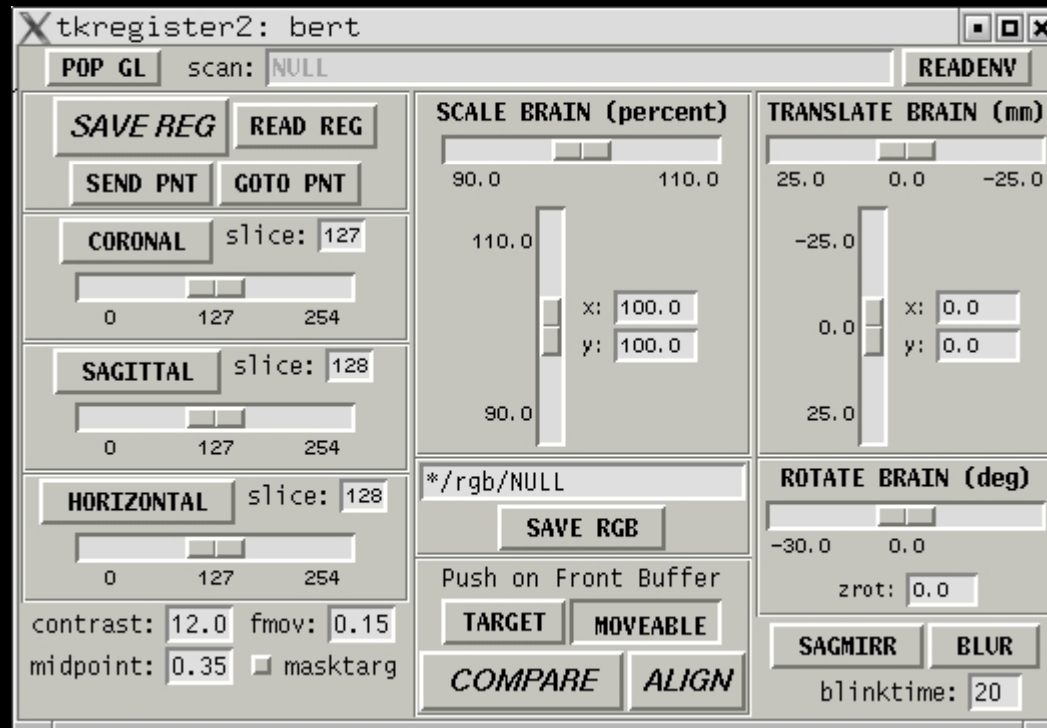 tkregister2: bert
POP GL scan: NULL READENV
SAVE REG READ REG
SEND PNT GOTO PNT
CORONAL slice: 127
0 127 254
SAGITTAL slice: 128
0 127 254
HORIZONTAL slice: 128
0 127 254
contrast: 12.0 fmov: 0.15
midpoint: 0.35 masktarg
SCALE BRAIN (percent)
90.0 110.0
110.0
x: 100.0
y: 100.0
90.0
*/rgb/NULL
SAVE RGB
Push on Front Buffer
TARGET MOVEABLE
COMPARE ALIGN
TRANSLATE BRAIN (mm)
25.0 0.0 -25.0
-25.0
x: 0.0
0.0
y: 0.0
25.0
ROTATE BRAIN (deg)
-30.0 0.0
zrot: 0.0
SAGMIRR BLUR
blinktime: 20